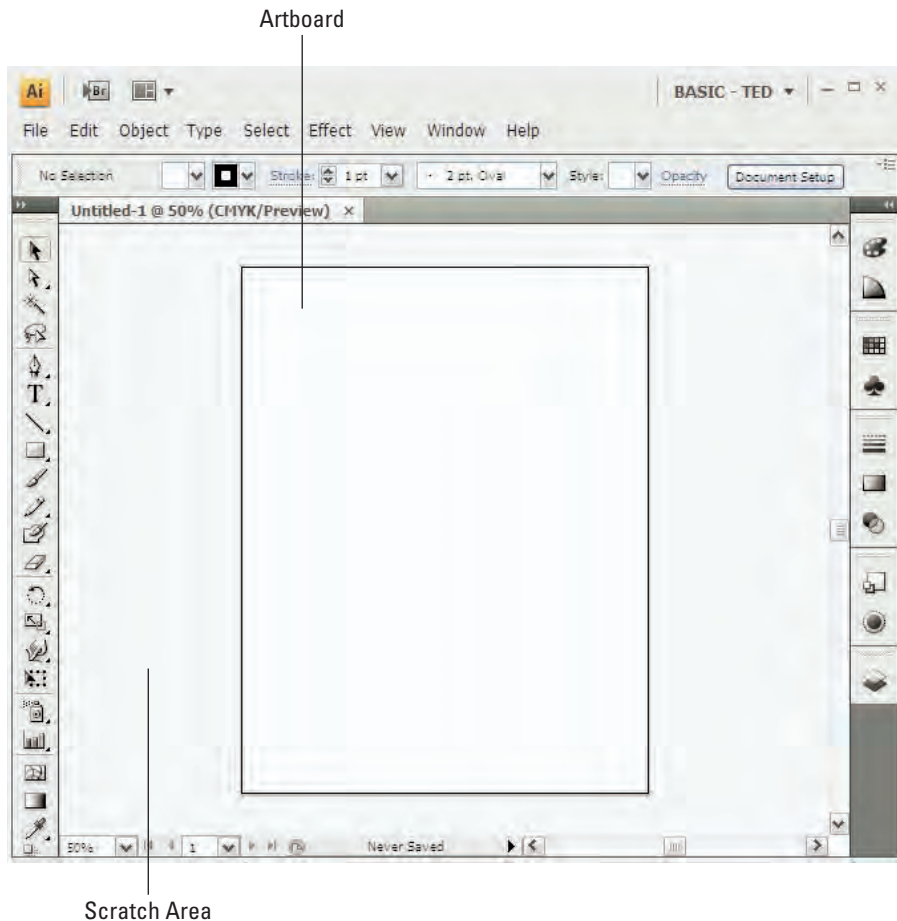 Artboard
Ai Br BASIC - TED
File Edit Object Type Select Effect View Window Help
No Selection Stroke: 1 pt 2 pt. Oval Style: Opacity Document Setup
Untitled-1 @ 50% (CMYK/Preview) ×
T
50% 1 Never Saved
Scratch Area